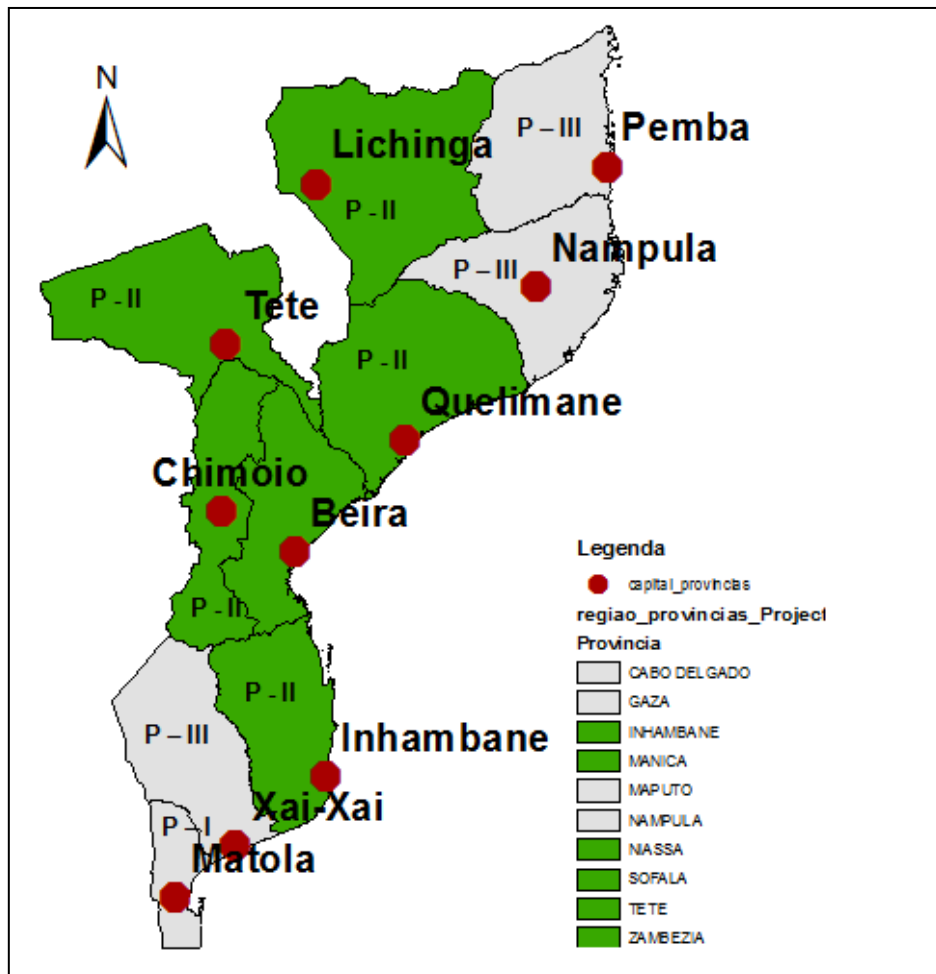 N
P – III
Pemba
Lichinga
P - II
Nampula
P – III
P - II
Tete
P - II
Quelimane
Chimoio
Beira
P - II
P - II
Inhambane
P – III
Xai-Xai
P – I
Matola
Legenda
capital_provincias
regiao_provincias_Project
Provincia
CABO DELGADO
GAZA
INHAMBANE
MANICA
MAPUTO
NAMPULA
NIASSA
SOFALA
TETE
ZAMBEZIA